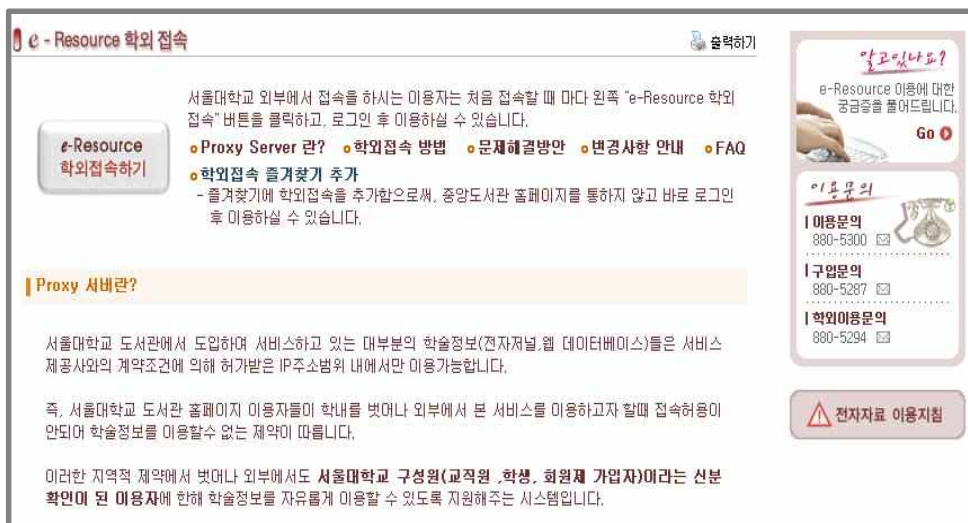 e - Resource 학외 접속
출력하기
e-Resource
학외접속하기
서울대학교 외부에서 접속을 하시는 이용자는 처음 접속할 때 마다 왼쪽 "e-Resource 학외
접속" 버튼을 클릭하고, 로그인 후 이용하실 수 있습니다.
Proxy Server 란? 학외접속 방법 문제해결방안 변경사항 안내 FAQ
학외접속 즐겨찾기 추가
- 즐겨찾기에 학외접속을 추가함으로써, 중앙도서관 홈페이지를 통하지 않고 바로 로그인
후 이용하실 수 있습니다.
Proxy 서버란?
서울대학교 도서관에서 도입하여 서비스하고 있는 대부분의 학술정보(전자저널,웹 데이터베이스)들은 서비스
제공사와의 계약조건에 의해 허가받은 IP주소범위 내에서만 이용가능합니다.
즉, 서울대학교 도서관 홈페이지 이용자들이 학내를 벗어나 외부에서 본 서비스를 이용하고자 할때 접속허용이
안되어 학술정보를 이용할수 없는 제약이 따릅니다.
이러한 지역적 제약에서 벗어나 외부에서도 서울대학교 구성원(교직원 ,학생, 회원제 가입자)이라는 신분
확인이 된 이용자에 한해 학술정보를 자유롭게 이용할 수 있도록 지원해주는 시스템입니다.
알고있나요?
e-Resource 이용에 대한
궁금증을 풀어드립니다.
Go
이용문의
이용문의
880-5300
구입문의
880-5287
학외이용문의
880-5294
전자자료 이용지침